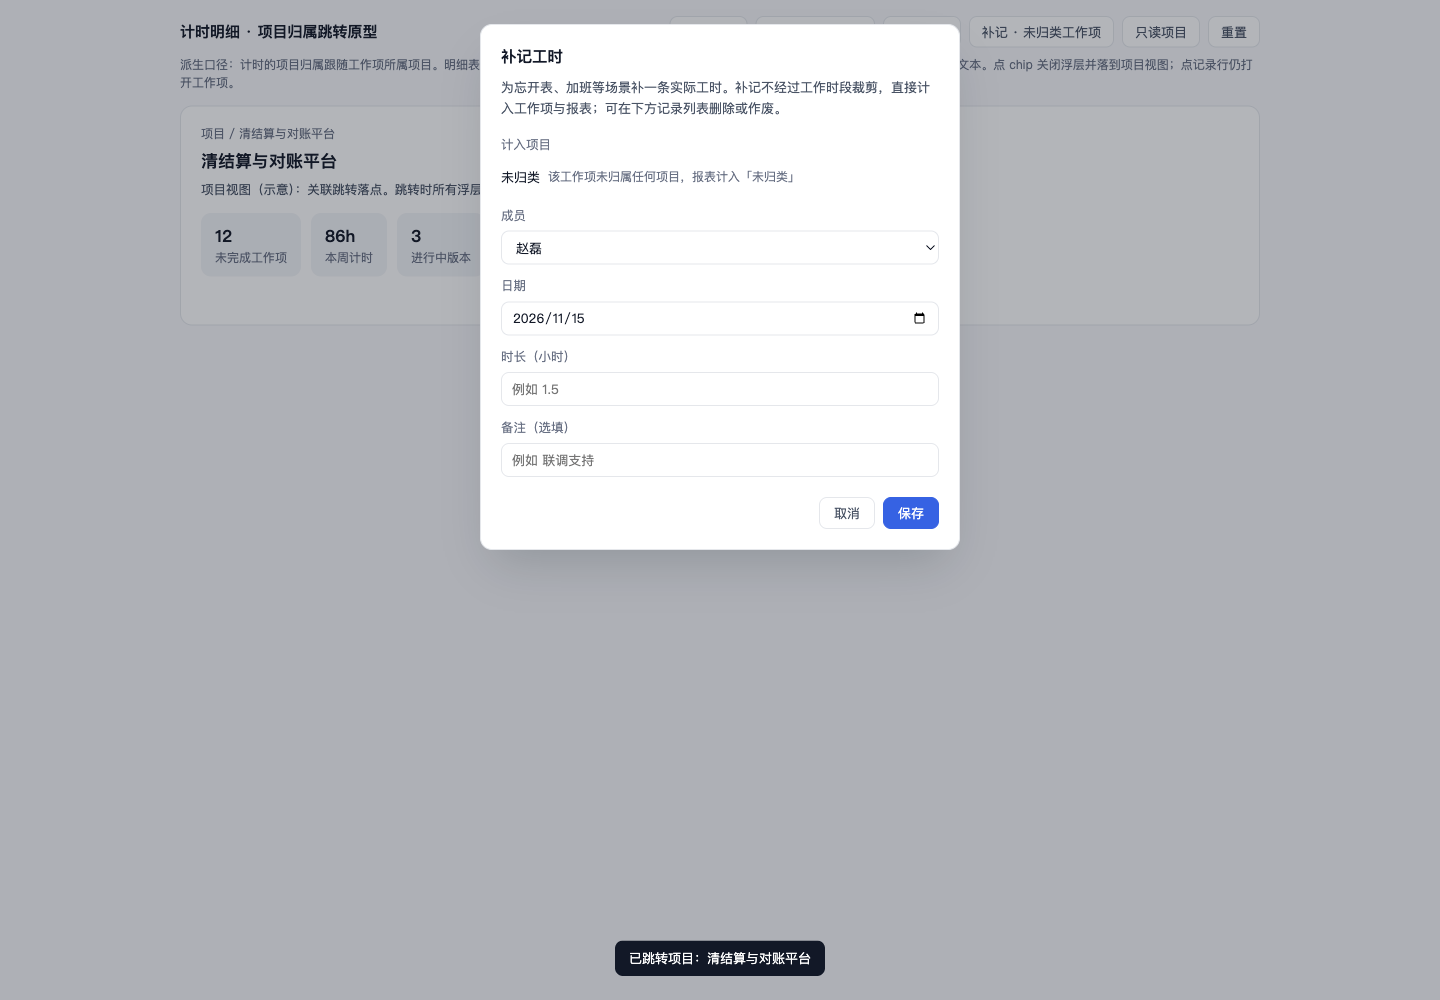 计时明细 · 项目归属跳转原型
补记 · 未归类工作项
只读项目
重置
派生口径：计时的项目归属跟随工作项所属项目。明细表
文本。点 chip 关闭浮层并落到项目视图；点记录行仍打
开工作项。
项目 / 清结算与对账平台
清结算与对账平台
项目视图（示意）：关联跳转落点。跳转时所有浮层
12
未完成工作项
86h
本周计时
3
进行中版本
补记工时
为忘开表、加班等场景补一条实际工时。补记不经过工作时段裁剪，直接计
入工作项与报表；可在下方记录列表删除或作废。
计入项目
未归类 该工作项未归属任何项目，报表计入「未归类」
成员
赵磊
日期
2026/11/15
时长（小时）
例如 1.5
备注（选填）
例如 联调支持
取消
保存
已跳转项目：清结算与对账平台